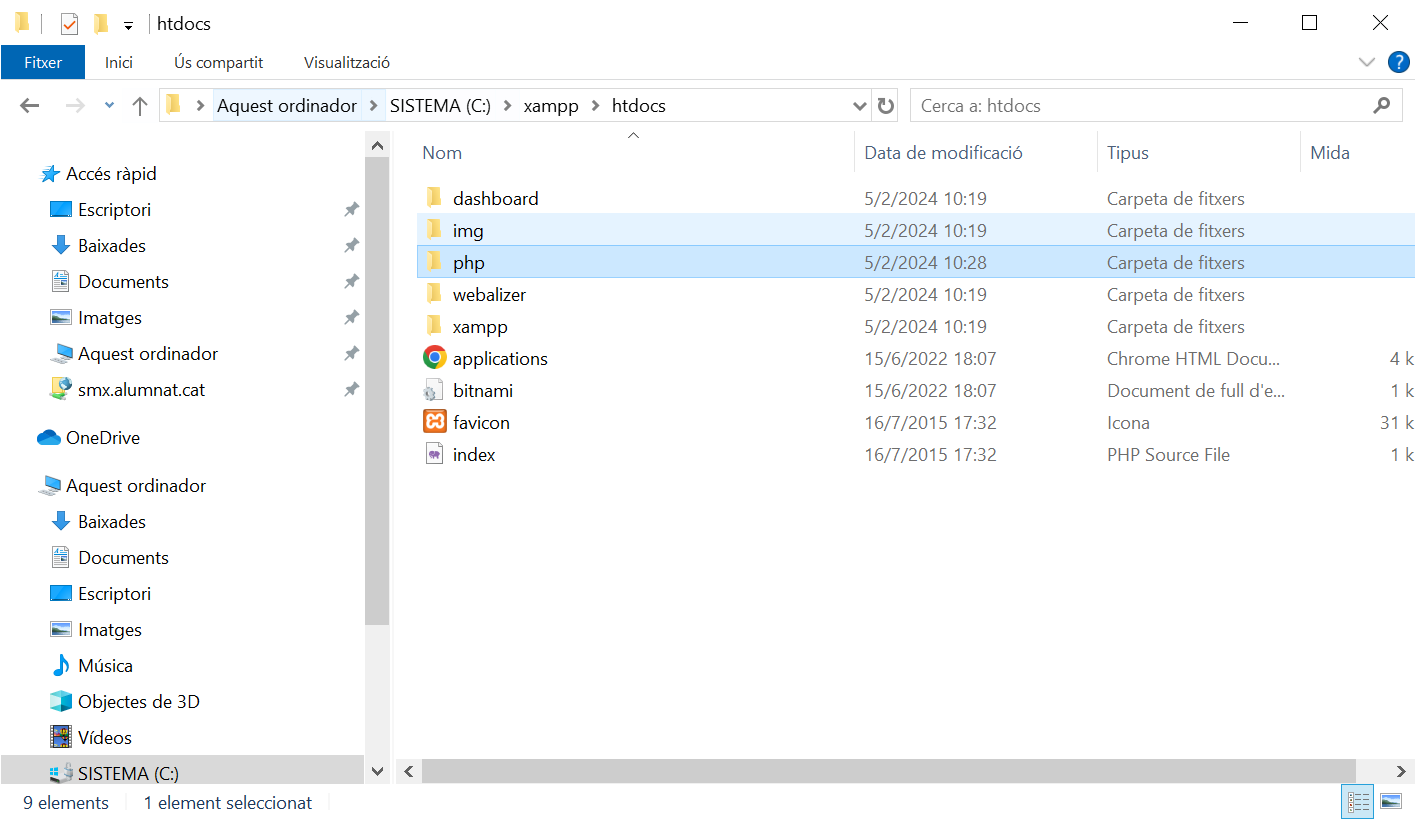 htdocs
Fitxer Inici Ús compartit Visualització ?
Aquest ordinador SISTEMA (C:) xampp htdocs Cerca a: htdocs
Accés ràpid
Escriptori
Baixades
Documents
Imatges
Aquest ordinador
smx.alumnat.cat
OneDrive
Aquest ordinador
Baixades
Documents
Escriptori
Imatges
Música
Objectes de 3D
Vídeos
SISTEMA (C:)
Nom Data de modificació Tipus Mida
dashboard 5/2/2024 10:19 Carpeta de fitxers
img 5/2/2024 10:19 Carpeta de fitxers
php 5/2/2024 10:28 Carpeta de fitxers
webalizer 5/2/2024 10:19 Carpeta de fitxers
xampp 5/2/2024 10:19 Carpeta de fitxers
applications 15/6/2022 18:07 Chrome HTML Docu... 4 k
bitnami 15/6/2022 18:07 Document de full d'e... 1 k
favicon 16/7/2015 17:32 Icona 31 k
index 16/7/2015 17:32 PHP Source File 1 k
9 elements 1 element seleccionat